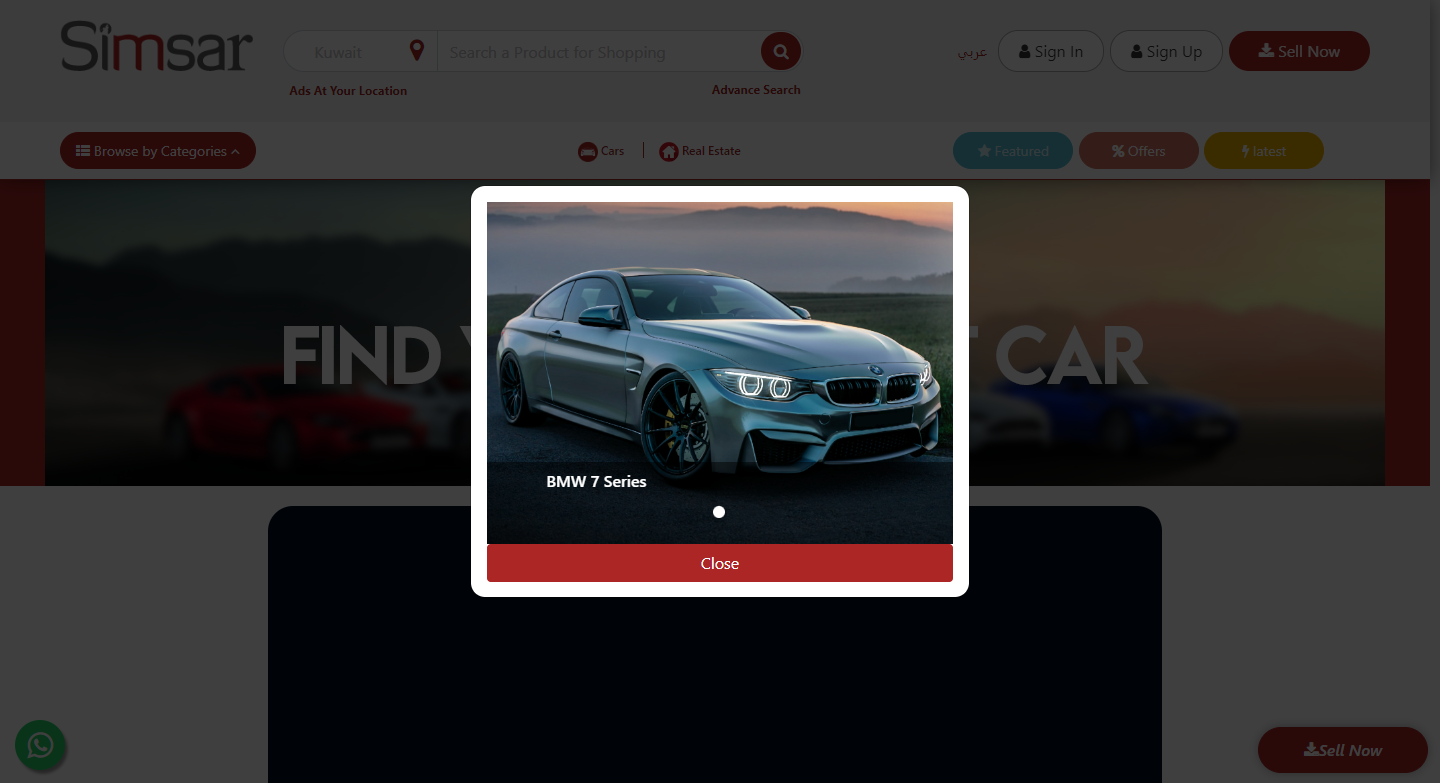 Simsar
Kuwait
Search a Product for Shopping
عربي
Sign In
Sign Up
Sell Now
Ads At Your Location
Advance Search
Browse by Categories
Cars
Real Estate
Featured
Offers
latest
FIND
CAR
BMW 7 Series
Close
Sell Now